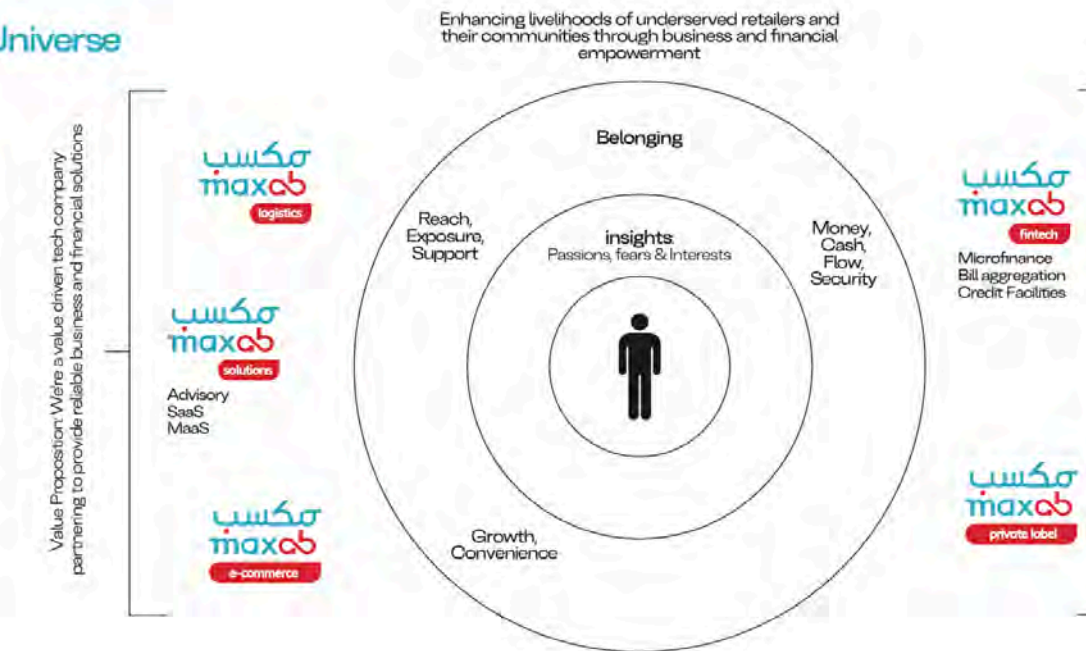 Universe
Enhancing livelihoods of underserved retailers and
their communities through business and financial
empowerment
Value Propostion: We're a value driven tech company
partnering to provide reliable business and financial solutions
مكسب
maxab
logistics
مكسب
maxab
solutions
Advisory
SaaS
MaaS
مكسب
maxab
e-commerce
Belonging
Reach,
Exposure,
Support
insights:
Passions, fears & Interests
Money,
Cash,
Flow,
Security
Growth,
Convenience
مكسب
maxab
fintech
Microfinance
Bill aggregation
Credit Facilities
مكسب
maxab
private label